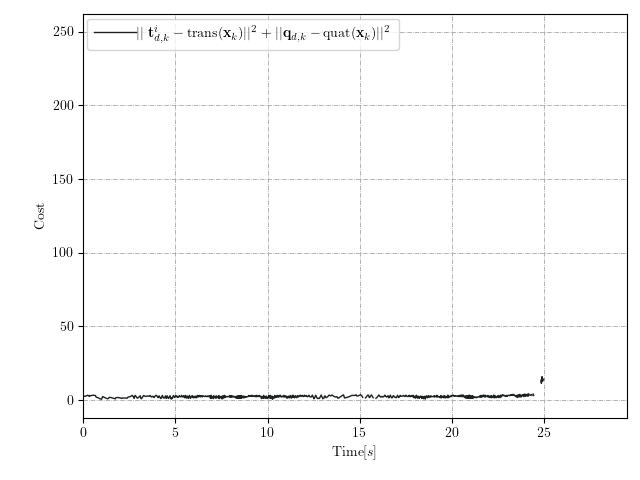 || t^i_{d,k} − trans(x_k)||^2 + ||q_{d,k} − quat(x_k)||^2
250
200
150
100
50
0
Cost
0 5 10 15 20 25
Time[s]